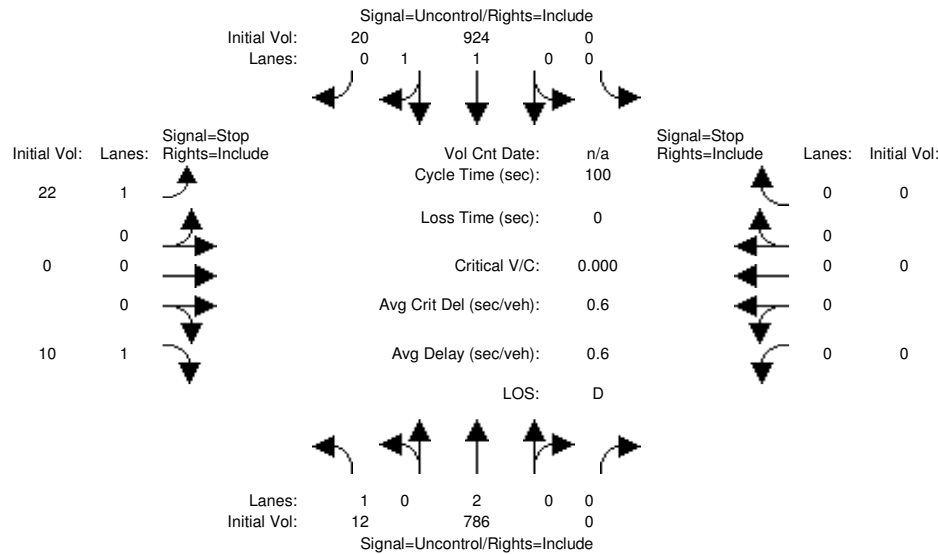 Signal=Uncontrol/Rights=Include
Initial Vol: 20 924 0
Lanes: 0 1 1 0 0
Signal=Stop Signal=Stop
Initial Vol: Lanes: Rights=Include Vol Cnt Date: n/a Rights=Include Lanes: Initial Vol:
Cycle Time (sec): 100
22 1 0 0
Loss Time (sec): 0
0 0
0 0 Critical V/C: 0.000 0 0
0 Avg Crit Del (sec/veh): 0.6 0
10 1 Avg Delay (sec/veh): 0.6 0 0
LOS: D
Lanes: 1 0 2 0 0
Initial Vol: 12 786 0
Signal=Uncontrol/Rights=Include